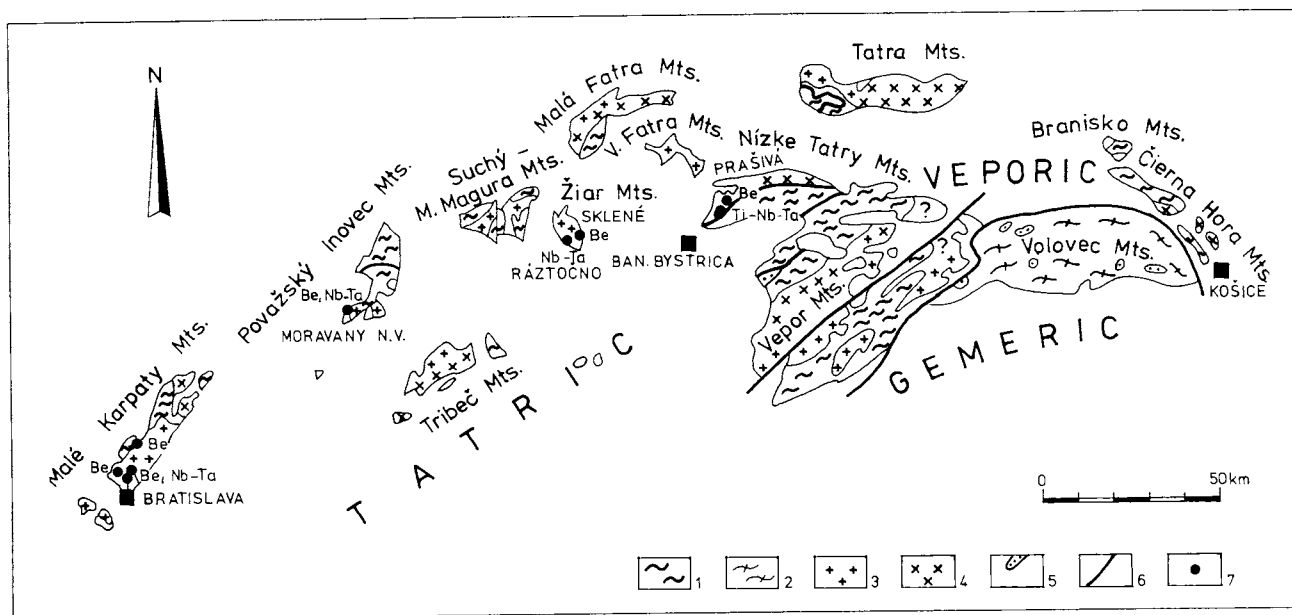 N
Tatra Mts.
Malá Fatra Mts.
V. Fatra Mts.
Nízke Tatry Mts.
PRAŠIVÁ
Be
Ti-Nb-Ta
Branisko Mts.
Čierna Hora Mts.
VEPORIC
Suchý -
M. Magura Mts.
Žiar Mts.
SKLENÉ
Be
Nb-Ta
RÁZTOČNO
BAN. BYSTRICA
?
?
Volovec Mts.
KOŠICE
Považský Inovec Mts.
Be, Nb-Ta
MORAVANY N.V.
Vepor Mts.
GEMERIC
Tribeč Mts.
TATRIC
Malé Karpaty Mts.
Be
Be
Be, Nb-Ta
BRATISLAVA
0 50 km
1 2 3 4 5 6 7